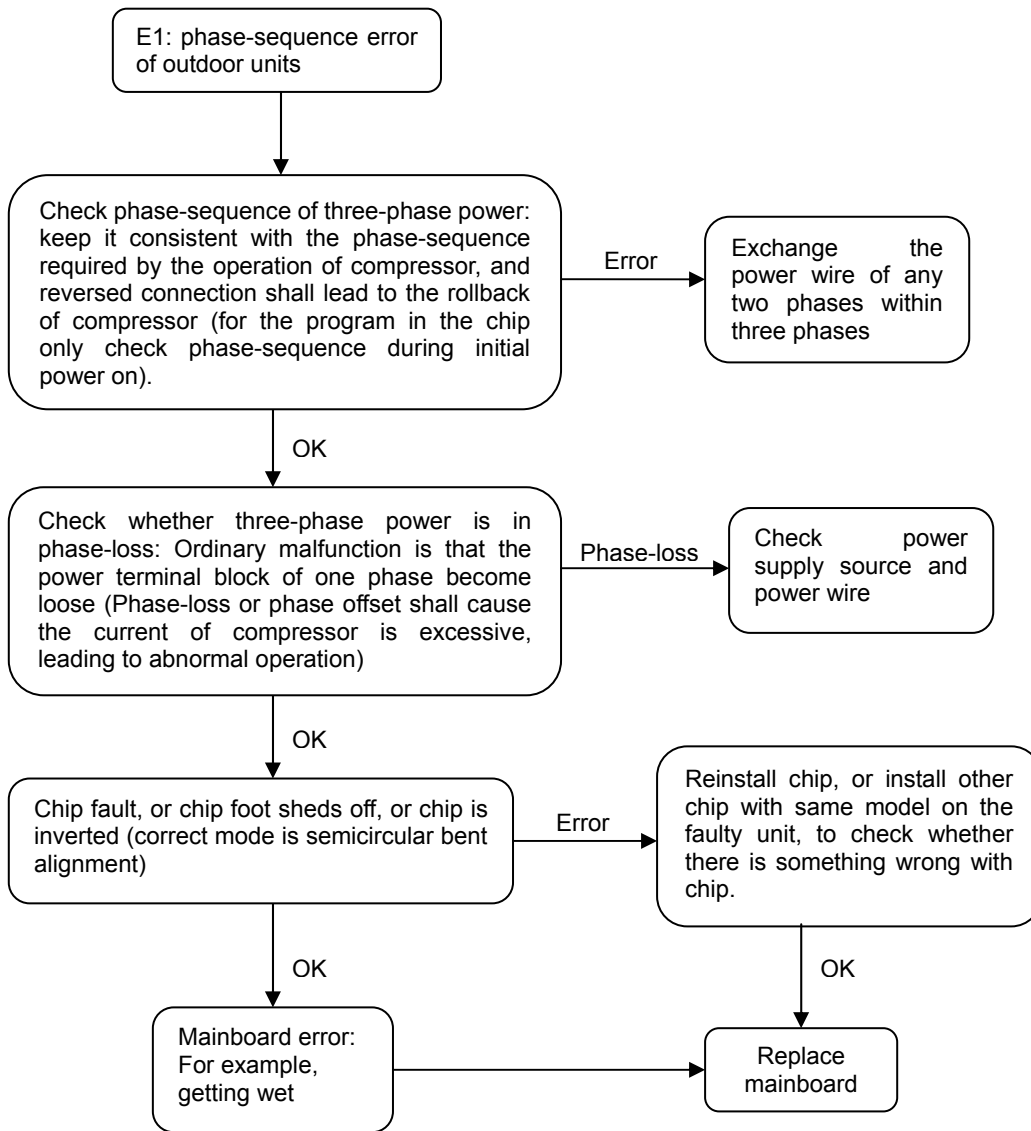 E1: phase-sequence error
of outdoor units
Check phase-sequence of three-phase power:
keep it consistent with the phase-sequence
required by the operation of compressor, and
reversed connection shall lead to the rollback
of compressor (for the program in the chip
only check phase-sequence during initial
power on).
Error
Exchange the
power wire of any
two phases within
three phases
OK
Check whether three-phase power is in
phase-loss: Ordinary malfunction is that the
power terminal block of one phase become
loose (Phase-loss or phase offset shall cause
the current of compressor is excessive,
leading to abnormal operation)
Phase-loss
Check power
supply source and
power wire
OK
Chip fault, or chip foot sheds off, or chip is
inverted (correct mode is semicircular bent
alignment)
Error
Reinstall chip, or install other
chip with same model on the
faulty unit, to check whether
there is something wrong with
chip.
OK
OK
Mainboard error:
For example,
getting wet
Replace
mainboard